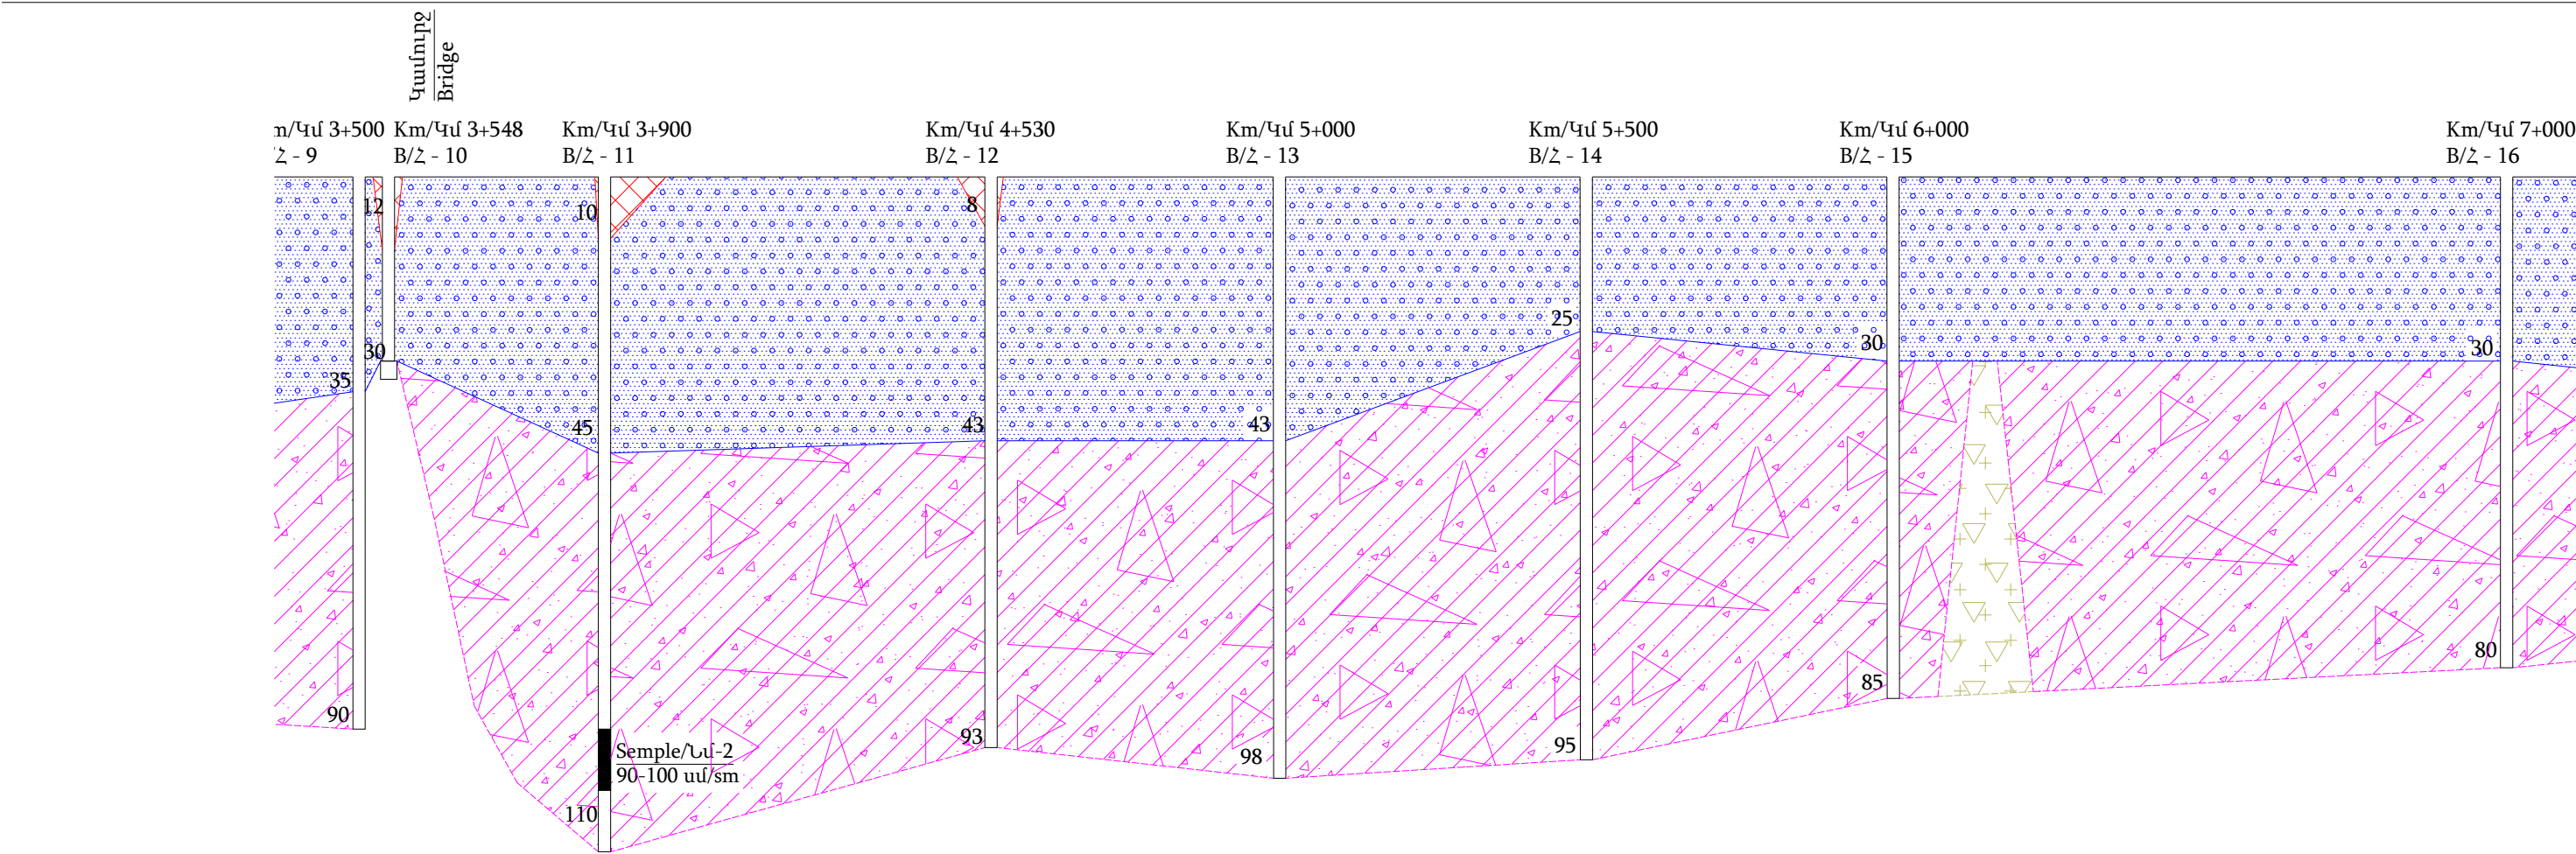 Կամուրջ
Bridge
m/Կմ 3+500
Km/Կմ 3+548
Km/Կմ 3+900
Km/Կմ 4+530
Km/Կմ 5+000
Km/Կմ 5+500
Km/Կմ 6+000
Km/Կմ 7+000
/Հ - 9
B/Հ - 10
B/Հ - 11
B/Հ - 12
B/Հ - 13
B/Հ - 14
B/Հ - 15
B/Հ - 16
12
10
8
25
30
30
30
35
45
43
43
90
93
98
95
85
80
Semple/Նմ-2
90-100 սմ/sm
110